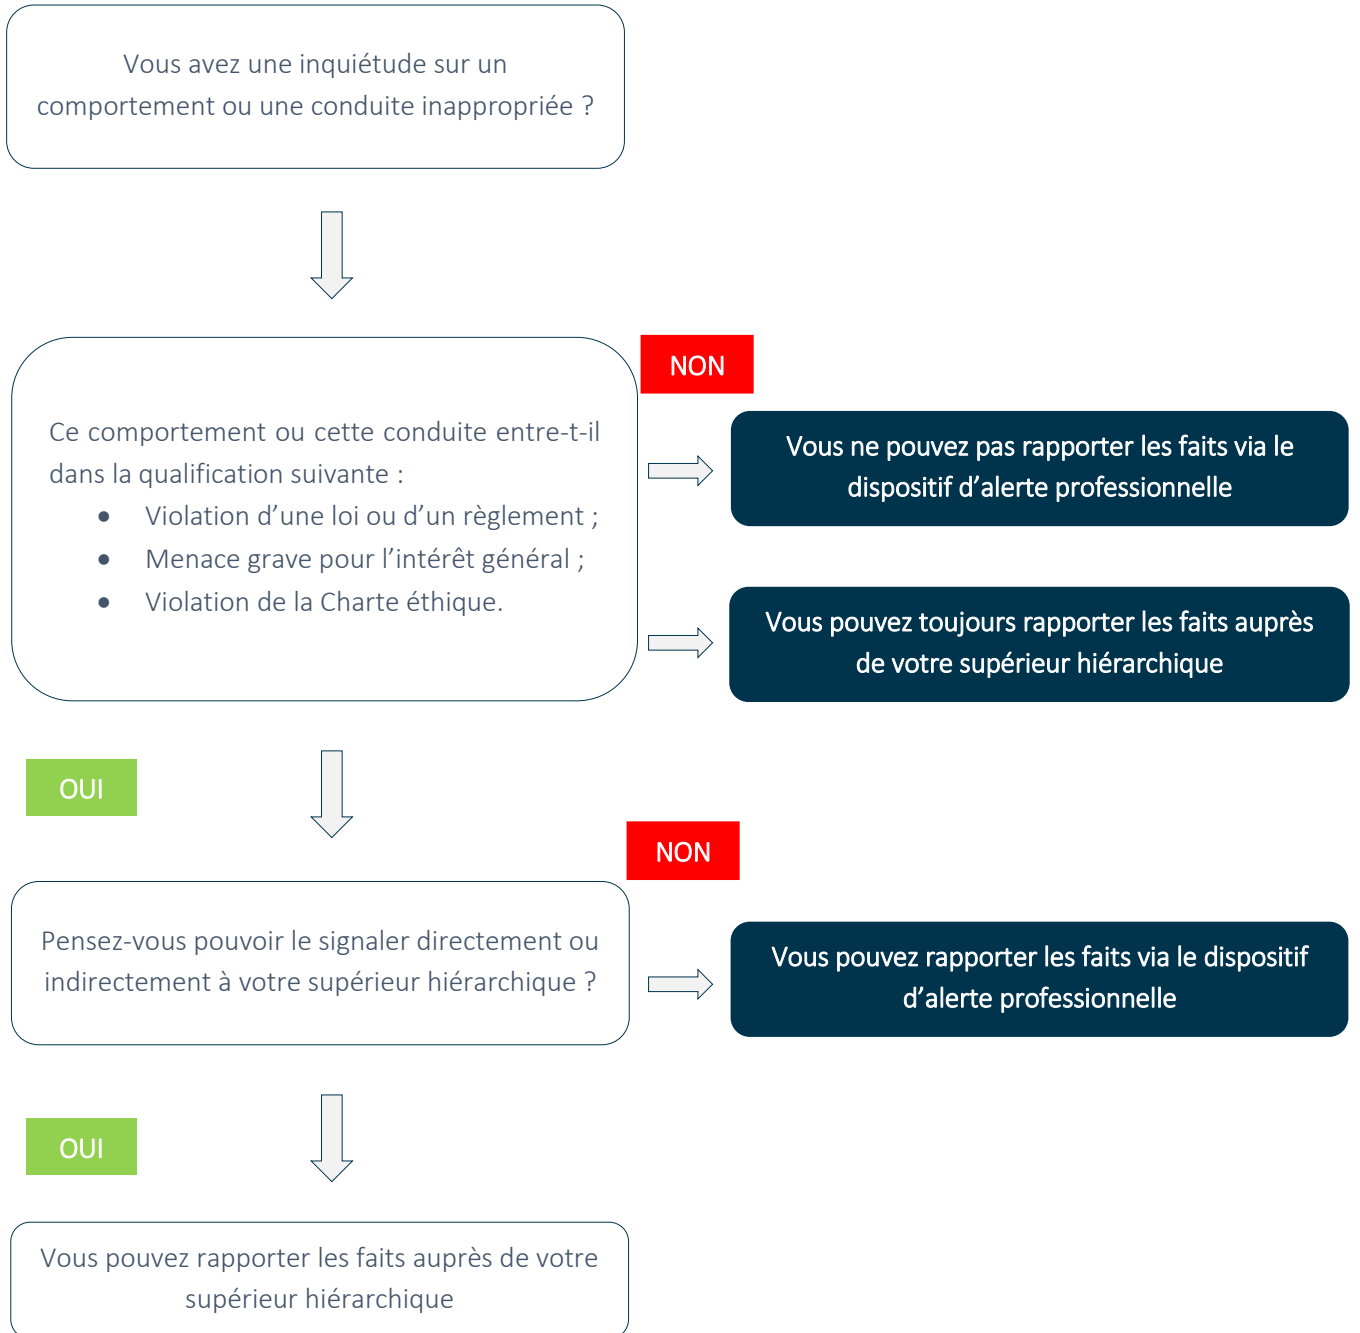 Vous avez une inquiétude sur un
comportement ou une conduite inappropriée ?
NON
Ce comportement ou cette conduite entre-t-il
dans la qualification suivante :
• Violation d’une loi ou d’un règlement ;
• Menace grave pour l’intérêt général ;
• Violation de la Charte éthique.
Vous ne pouvez pas rapporter les faits via le
dispositif d’alerte professionnelle
Vous pouvez toujours rapporter les faits auprès
de votre supérieur hiérarchique
OUI
NON
Pensez-vous pouvoir le signaler directement ou
indirectement à votre supérieur hiérarchique ?
Vous pouvez rapporter les faits via le dispositif
d’alerte professionnelle
OUI
Vous pouvez rapporter les faits auprès de votre
supérieur hiérarchique